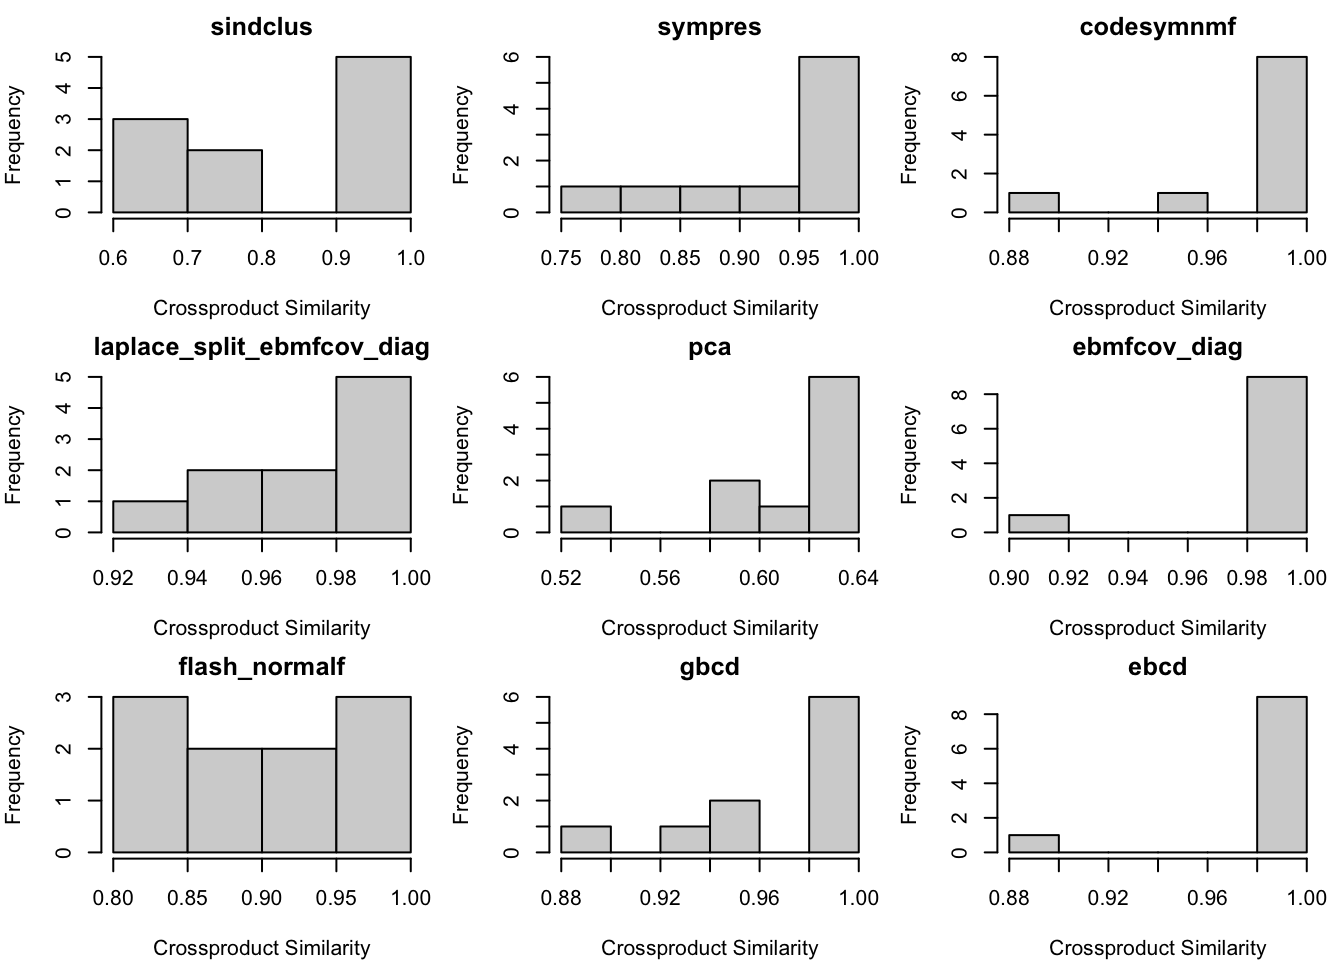 sindclus
Frequency
0 1 2 3 4 5
0.6 0.7 0.8 0.9 1.0
Crossproduct Similarity
sympres
Frequency
0 2 4 6
0.75 0.80 0.85 0.90 0.95 1.00
Crossproduct Similarity
codesymnmf
Frequency
0 2 4 6 8
0.88 0.92 0.96 1.00
Crossproduct Similarity
laplace_split_ebmfcov_diag
Frequency
0 1 2 3 4 5
0.92 0.94 0.96 0.98 1.00
Crossproduct Similarity
pca
Frequency
0 2 4 6
0.52 0.56 0.60 0.64
Crossproduct Similarity
ebmfcov_diag
Frequency
0 2 4 6 8
0.90 0.92 0.94 0.96 0.98 1.00
Crossproduct Similarity
flash_normalf
Frequency
0 1 2 3
0.80 0.85 0.90 0.95 1.00
Crossproduct Similarity
gbcd
Frequency
0 2 4 6
0.88 0.92 0.96 1.00
Crossproduct Similarity
ebcd
Frequency
0 2 4 6 8
0.88 0.92 0.96 1.00
Crossproduct Similarity